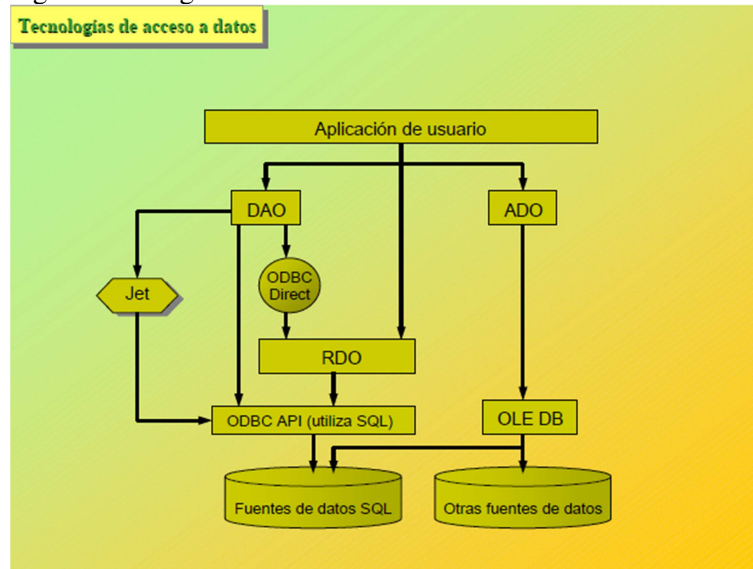 Tecnologías de acceso a datos
Aplicación de usuario
DAO
ADO
ODBC
Direct
Jet
RDO
ODBC API (utiliza SQL)
OLE DB
Fuentes de datos SQL
Otras fuentes de datos